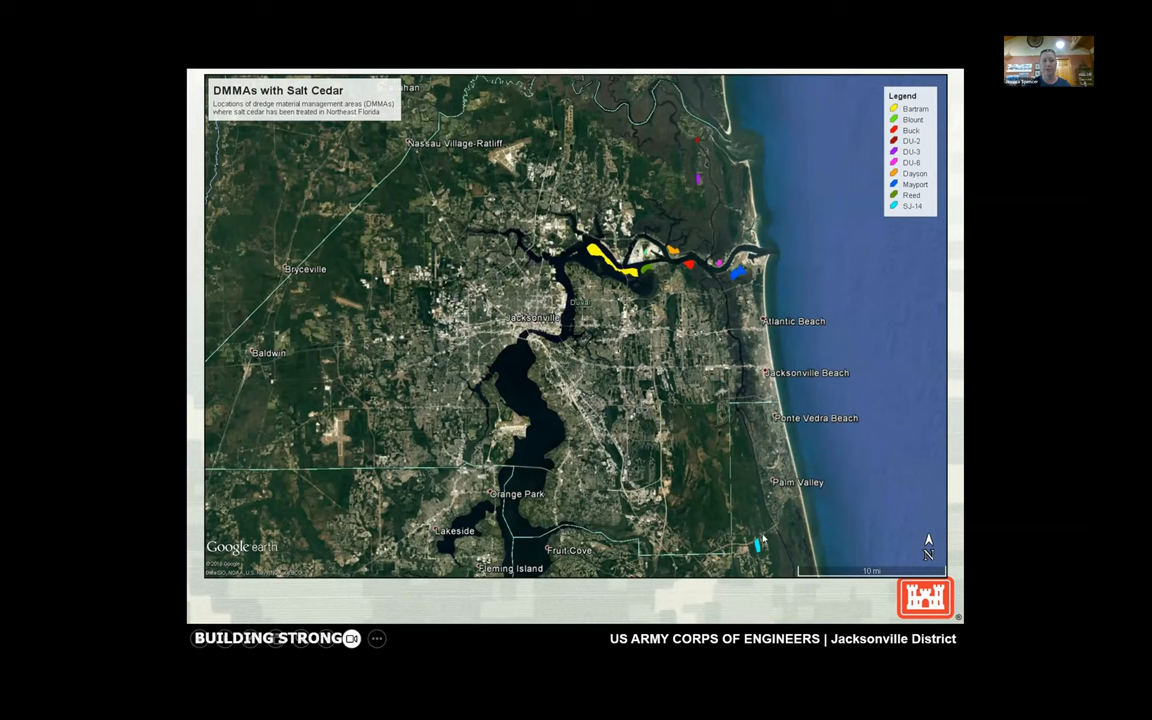 DMMAs with Salt Cedar
Locations of dredge material management areas (DMMAs)
where salt cedar has been treated in Northeast Florida
Nassau Village-Ratliff
Bryceville
Baldwin
Duval
Jacksonville
Atlantic Beach
Jacksonville Beach
Ponte Vedra Beach
Palm Valley
Orange Park
Lakeside
Fruit Cove
Fleming Island
Legend
Bartram
Blount
Buck
DU-2
DU-3
DU-6
Dayson
Mayport
Reed
SJ-14
Google earth
N
10 mi
®
BUILDING STRONG
US ARMY CORPS OF ENGINEERS | Jacksonville District